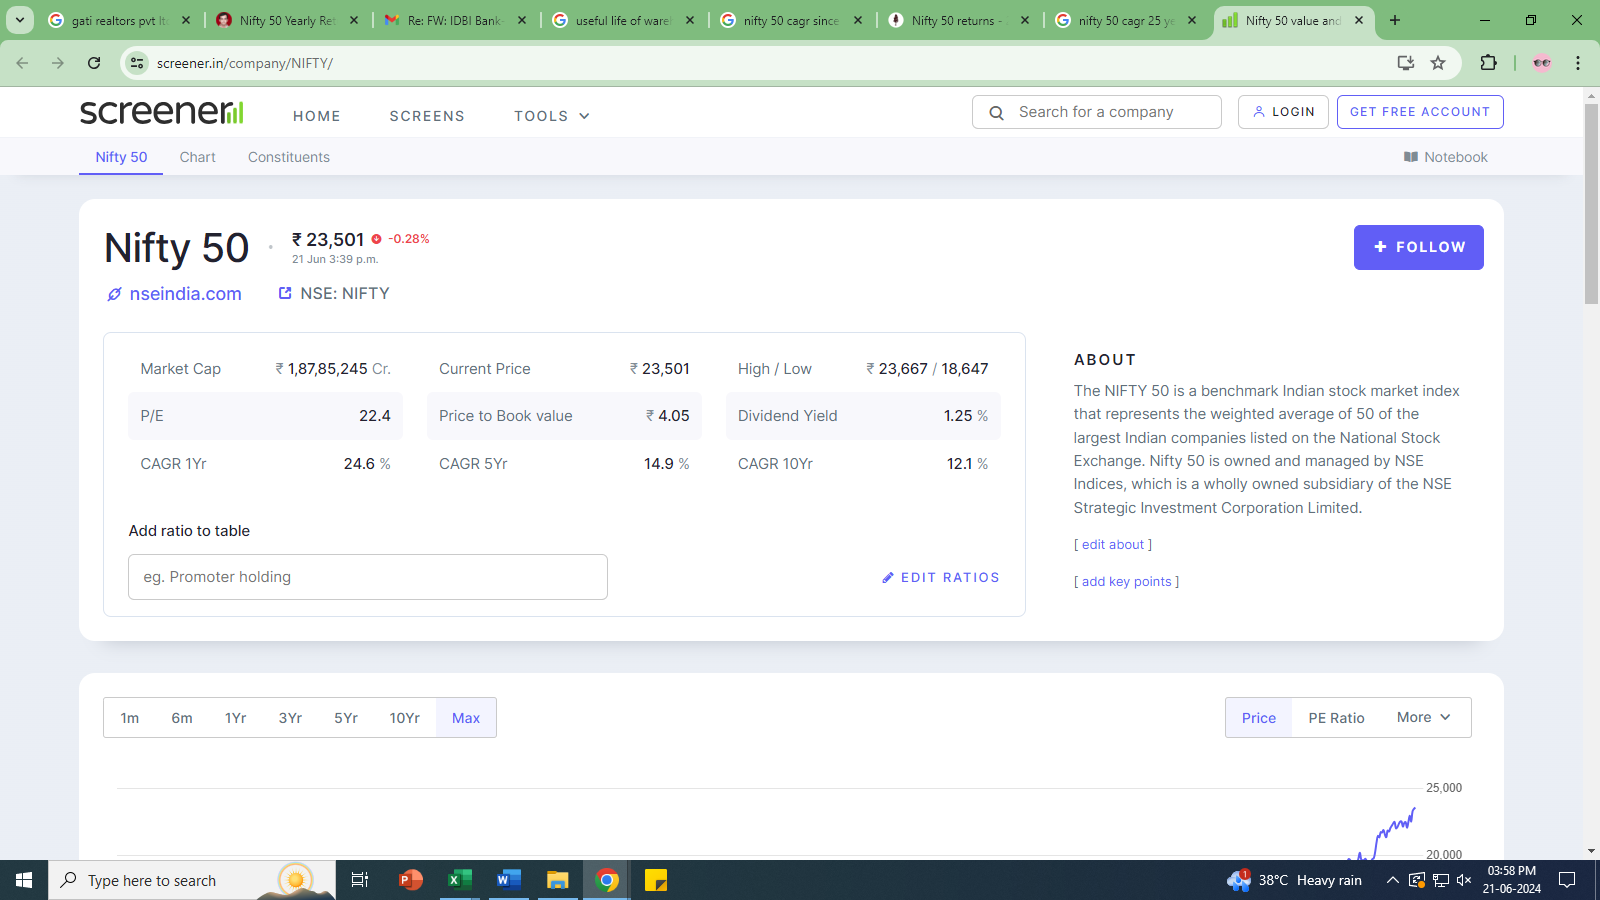 gati realtors pvt lt
Nifty 50 Yearly Ret
Re: FW: IDBI Bank-
useful life of ware
nifty 50 cagr since
Nifty 50 returns -
nifty 50 cagr 25 ye
Nifty 50 value and
screener.in/company/NIFTY/
screener
HOME
SCREENS
TOOLS
Search for a company
LOGIN
GET FREE ACCOUNT
Nifty 50
Chart
Constituents
Notebook
Nifty 50
₹ 23,501 -0.28%
21 Jun 3:39 p.m.
FOLLOW
nseindia.com
NSE: NIFTY
Market Cap ₹ 1,87,85,245 Cr.
Current Price ₹ 23,501
High / Low ₹ 23,667 / 18,647
P/E 22.4
Price to Book value ₹ 4.05
Dividend Yield 1.25 %
CAGR 1Yr 24.6 %
CAGR 5Yr 14.9 %
CAGR 10Yr 12.1 %
Add ratio to table
eg. Promoter holding
EDIT RATIOS
ABOUT
The NIFTY 50 is a benchmark Indian stock market index
that represents the weighted average of 50 of the
largest Indian companies listed on the National Stock
Exchange. Nifty 50 is owned and managed by NSE
Indices, which is a wholly owned subsidiary of the NSE
Strategic Investment Corporation Limited.
[ edit about ]
[ add key points ]
1m 6m 1Yr 3Yr 5Yr 10Yr Max
Price PE Ratio More
25,000
20,000
Type here to search
1
38°C Heavy rain
03:58 PM
21-06-2024